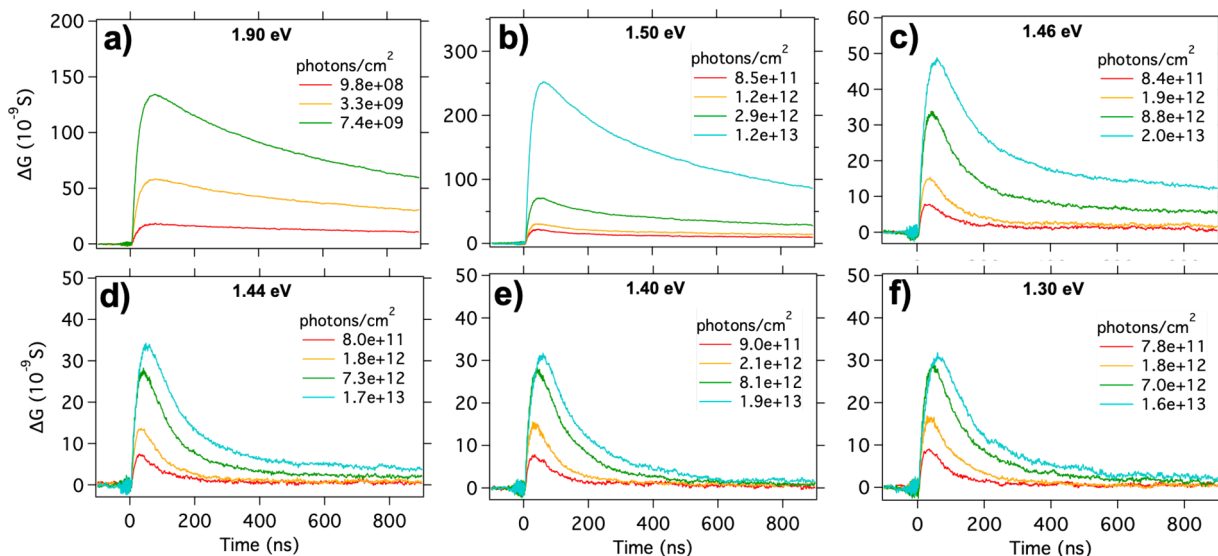 a)
1.90 eV
200
150
100
50
0
photons/cm²
9.8e+08
3.3e+09
7.4e+09
b)
1.50 eV
300
200
100
0
photons/cm²
8.5e+11
1.2e+12
2.9e+12
1.2e+13
c)
1.46 eV
60
50
40
30
20
10
0
photons/cm²
8.4e+11
1.9e+12
8.8e+12
2.0e+13
ΔG (10⁻⁹S)
d)
1.44 eV
50
40
30
20
10
0
photons/cm²
8.0e+11
1.8e+12
7.3e+12
1.7e+13
0 200 400 600 800
Time (ns)
e)
1.40 eV
50
40
30
20
10
0
photons/cm²
9.0e+11
2.1e+12
8.1e+12
1.9e+13
0 200 400 600 800
Time (ns)
f)
1.30 eV
50
40
30
20
10
0
photons/cm²
7.8e+11
1.8e+12
7.0e+12
1.6e+13
0 200 400 600 800
Time (ns)
ΔG (10⁻⁹S)